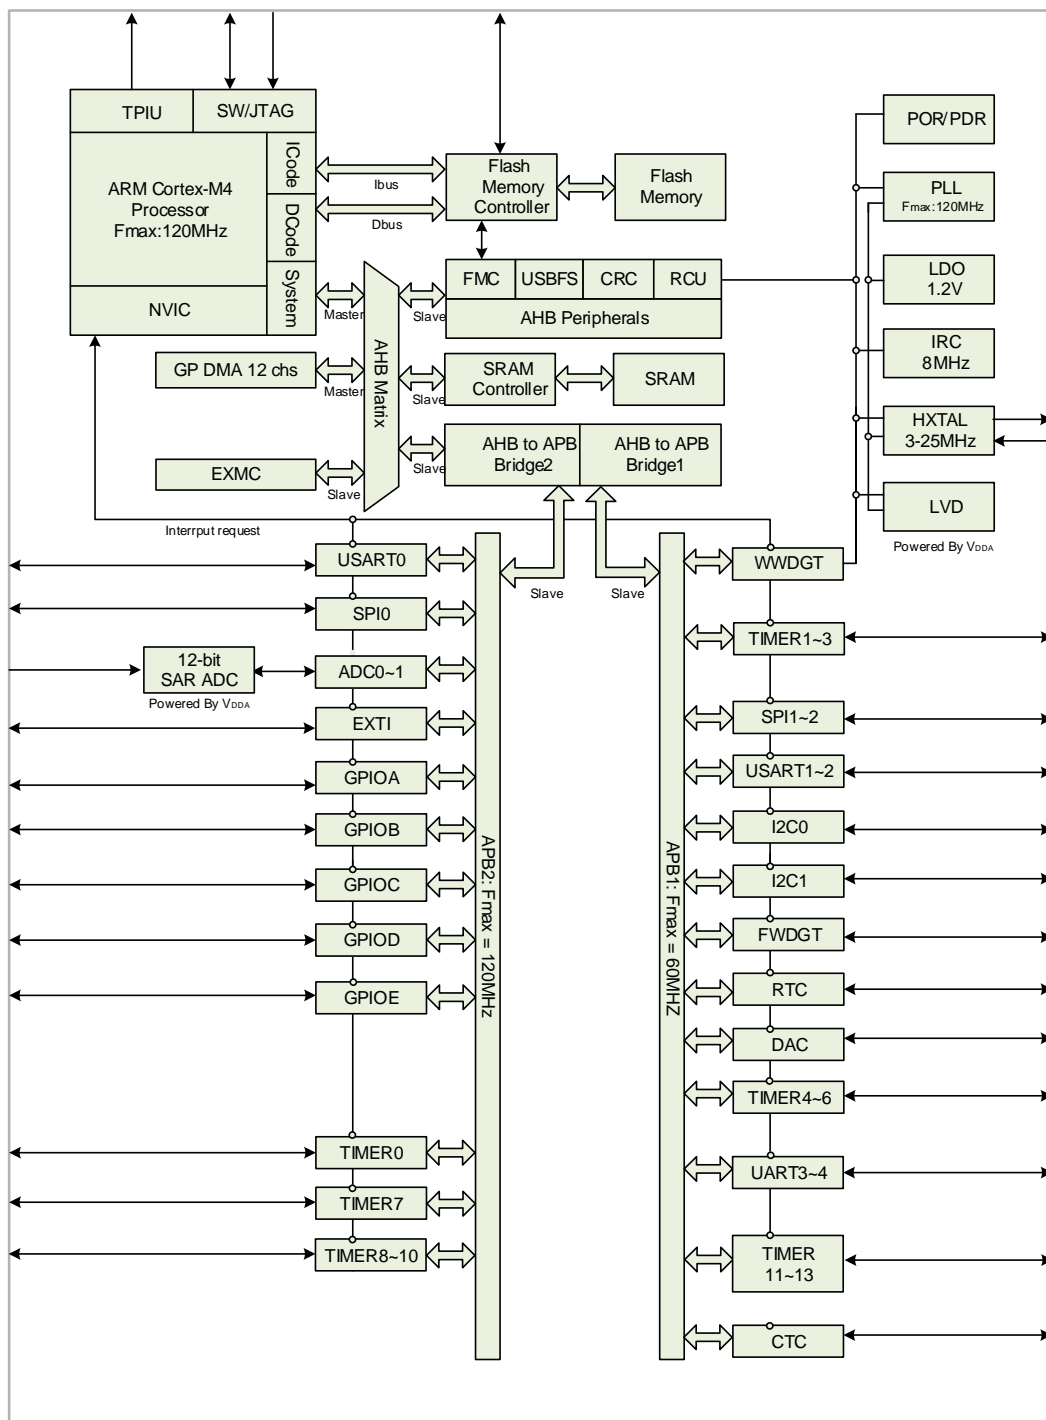 TPIU
SW/JTAG
POR/PDR
ICode
Flash
Memory
Controller
Flash
Memory
ARM Cortex-M4
Processor
Fmax:120MHz
Ibus
PLL
Fmax:120MHz
DCode
Dbus
System
FMC
USBFS
CRC
RCU
LDO
1.2V
NVIC
Master
Slave
AHB Peripherals
AHB Matrix
IRC
8MHz
GP DMA 12 chs
Master
Slave
SRAM
Controller
SRAM
HXTAL
3-25MHz
AHB to APB
Bridge2
AHB to APB
Bridge1
EXMC
Slave
Slave
LVD
Interrput request
Powered By VDDA
USART0
WWDGT
Slave
Slave
SPI0
TIMER1~3
12-bit
SAR ADC
ADC0~1
Powered By VDDA
EXTI
SPI1~2
GPIOA
USART1~2
GPIOB
I2C0
APB2: Fmax = 120MHz
APB1: Fmax = 60MHZ
GPIOC
I2C1
GPIOD
FWDGT
GPIOE
RTC
DAC
TIMER4~6
TIMER0
UART3~4
TIMER7
TIMER8~10
TIMER
11~13
CTC